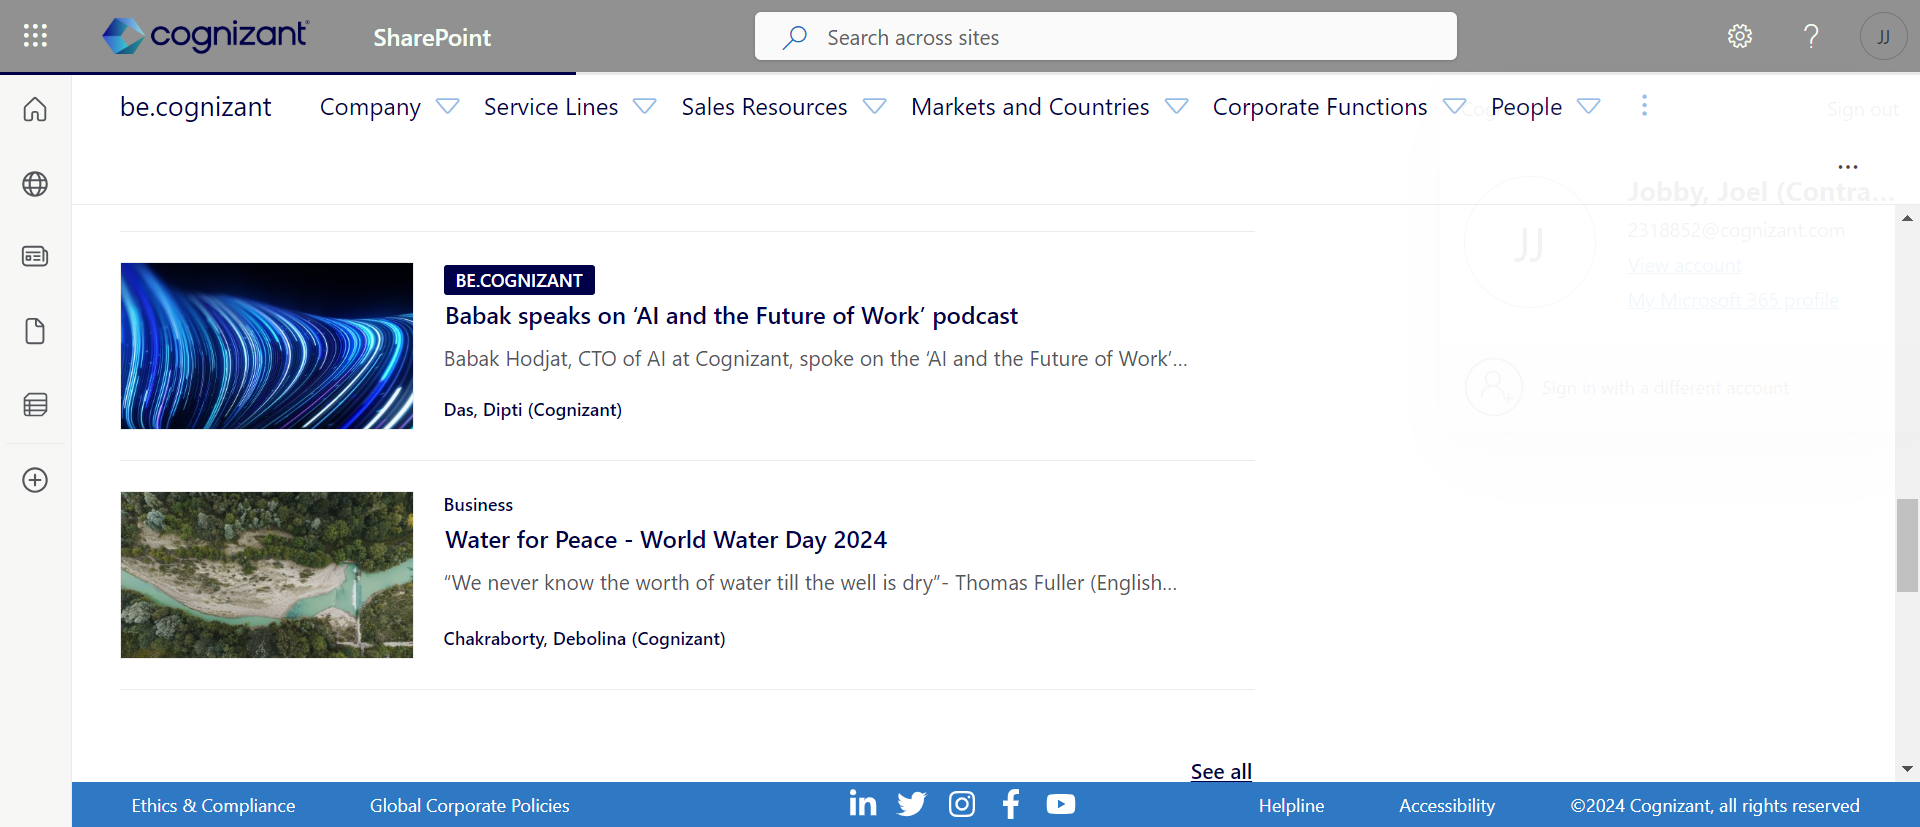 cognizant
SharePoint
Search across sites
?
JJ
be.cognizant
Company
Service Lines
Sales Resources
Markets and Countries
Corporate Functions
People
Sign out
Jobby, Joel (Contra...
JJ
2318852@cognizant.com
View account
My Microsoft 365 profile
Sign in with a different account
BE.COGNIZANT
Babak speaks on ‘AI and the Future of Work’ podcast
Babak Hodjat, CTO of AI at Cognizant, spoke on the ‘AI and the Future of Work’...
Das, Dipti (Cognizant)
Business
Water for Peace - World Water Day 2024
“We never know the worth of water till the well is dry”- Thomas Fuller (English...
Chakraborty, Debolina (Cognizant)
See all
Ethics & Compliance
Global Corporate Policies
Helpline
Accessibility
©2024 Cognizant, all rights reserved